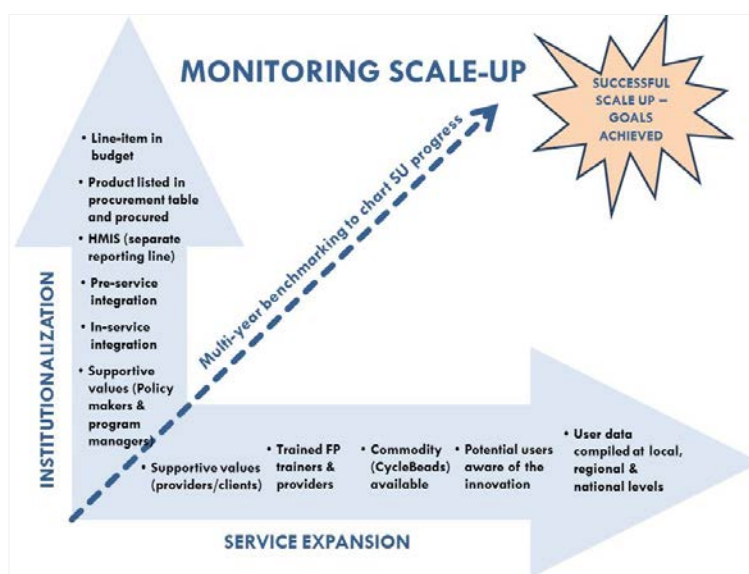 MONITORING SCALE-UP
SUCCESSFUL
SCALE UP –
GOALS
ACHIEVED
• Line-item in
budget
• Product listed in
procurement table
and procured
• HMIS (separate
reporting line)
• Pre-service
integration
• In-service
integration
• Supportive
values (Policy
makers &
program
managers)
INSTITUTIONALIZATION
Multi-year benchmarking to chart SU progress
• Supportive values
(providers/clients)
• Trained FP
trainers &
providers
• Commodity
(CycleBeads)
available
• Potential users
aware of the
innovation
• User data
compiled at local,
regional &
national levels
SERVICE EXPANSION